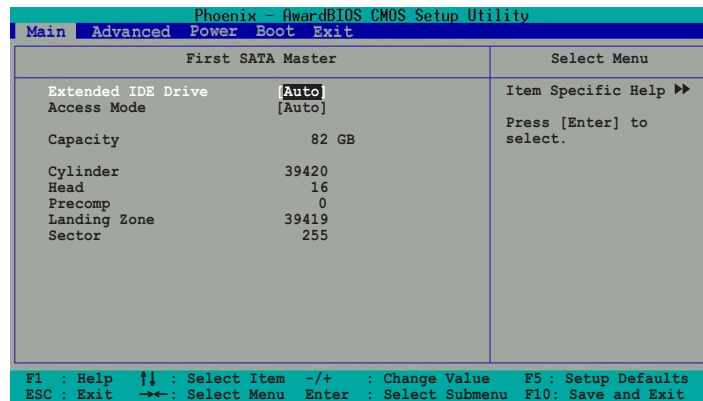 Phoenix - AwardBIOS CMOS Setup Utility
Main Advanced Power Boot Exit
First SATA Master
Select Menu
Extended IDE Drive [Auto]
Access Mode [Auto]
Capacity 82 GB
Cylinder 39420
Head 16
Precomp 0
Landing Zone 39419
Sector 255
Item Specific Help ▶▶
Press [Enter] to
select.
F1 : Help ↑↓ : Select Item -/+ : Change Value F5 : Setup Defaults
ESC : Exit →← : Select Menu Enter : Select Submenu F10: Save and Exit